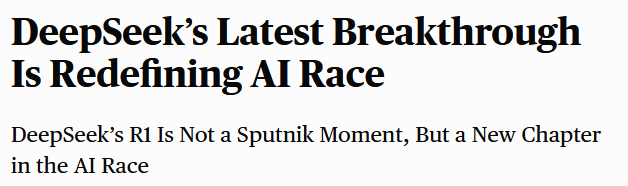 DeepSeek’s Latest Breakthrough
Is Redefining AI Race
DeepSeek’s R1 Is Not a Sputnik Moment, But a New Chapter
in the AI Race